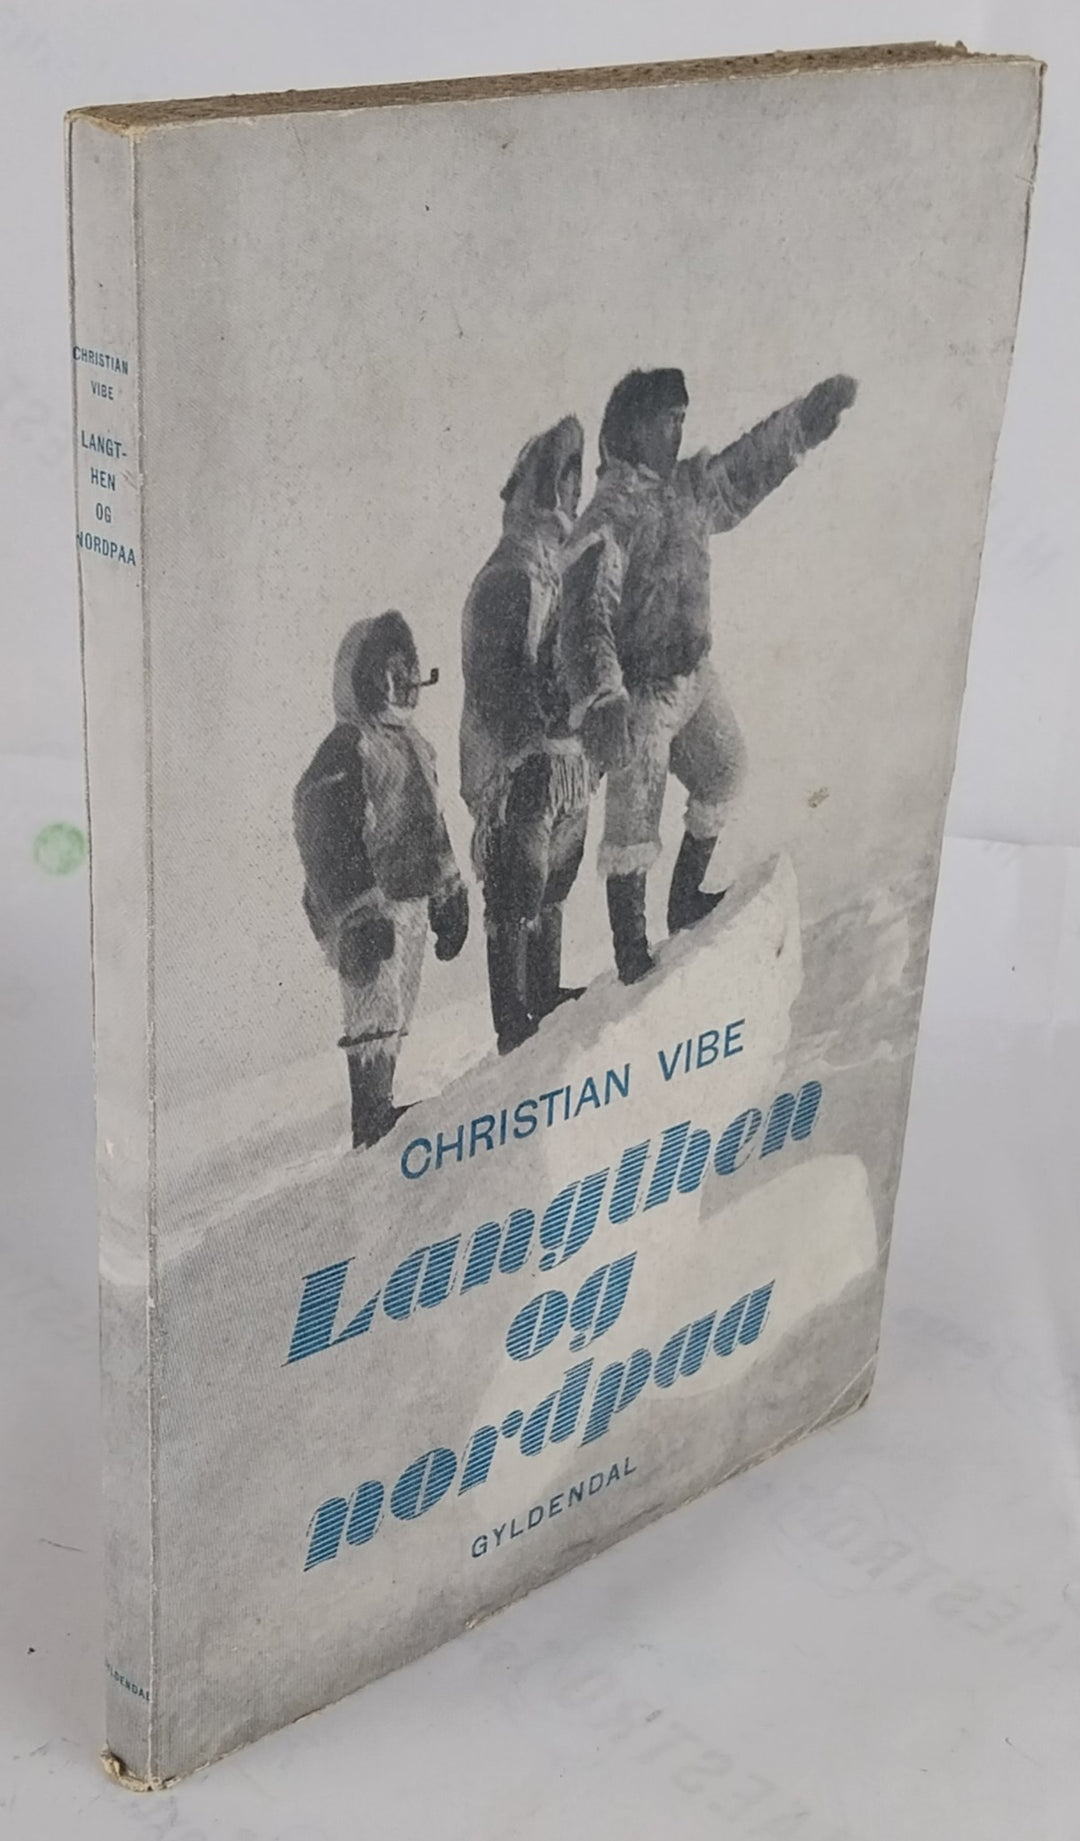 CHRISTIAN
VIBE
LANGT-
HEN
OG
NORDPAA
GYLDENDAL
CHRISTIAN VIBE
Langthen
og
nordpaa
GYLDENDAL